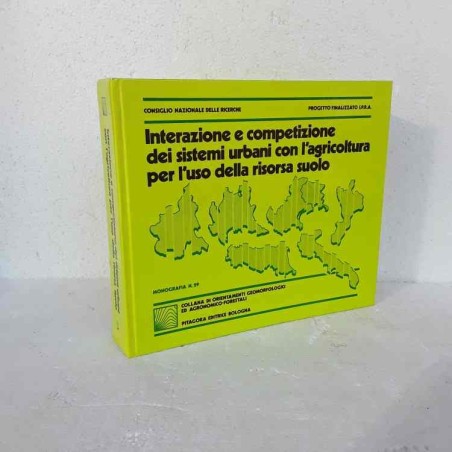 CONSIGLIO NAZIONALE DELLE RICERCHE
PROGETTO FINALIZZATO I.P.R.A.
Interazione e competizione
dei sistemi urbani con l'agricoltura
per l'uso della risorsa suolo
MONOGRAFIA N. 59
COLLANA DI ORIENTAMENTI GEOMORFOLOGICI
ED AGRONOMICO-FORESTALI
PITAGORA EDITRICE BOLOGNA